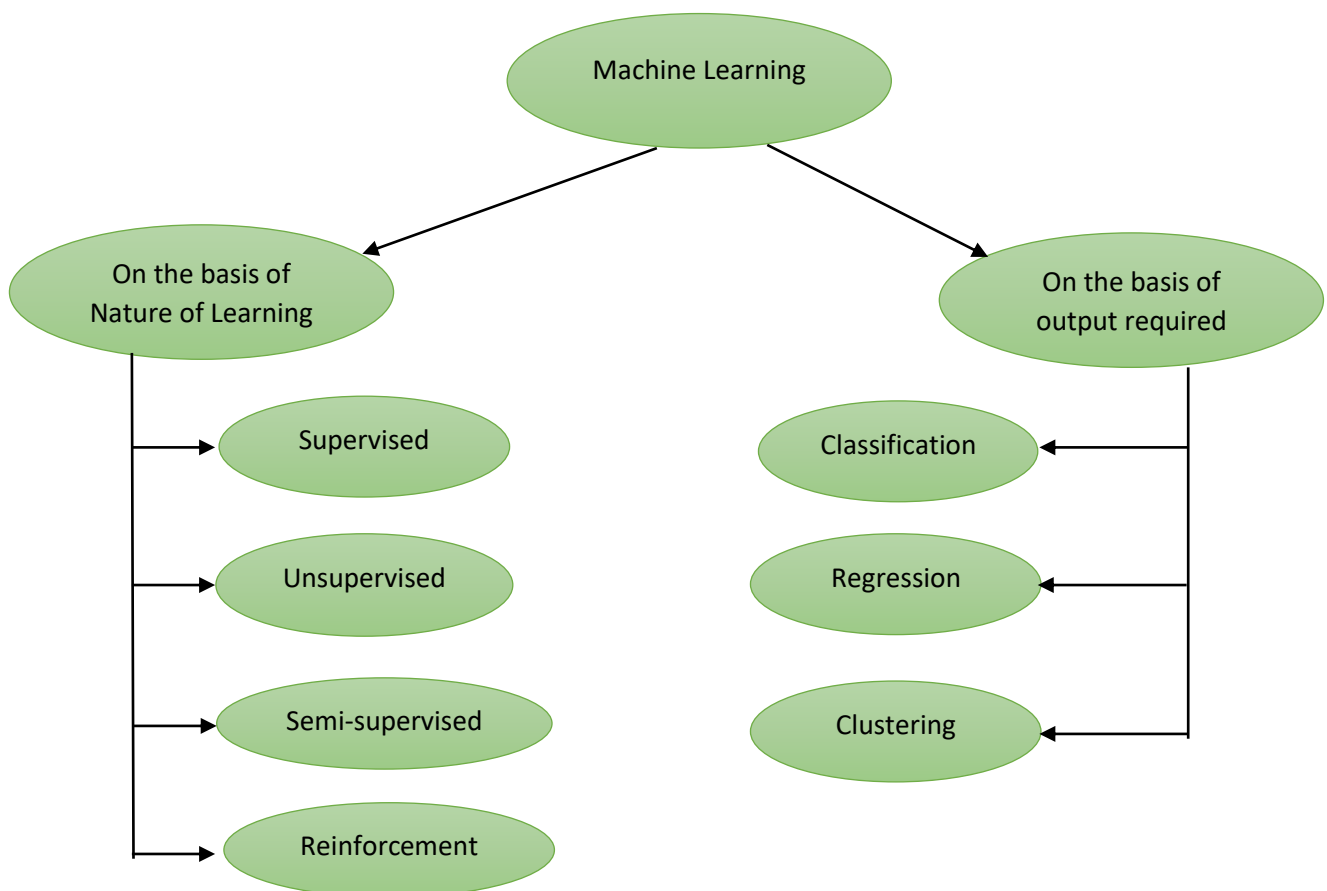 Machine Learning
On the basis of
Nature of Learning
On the basis of
output required
Supervised
Classification
Unsupervised
Regression
Semi-supervised
Clustering
Reinforcement